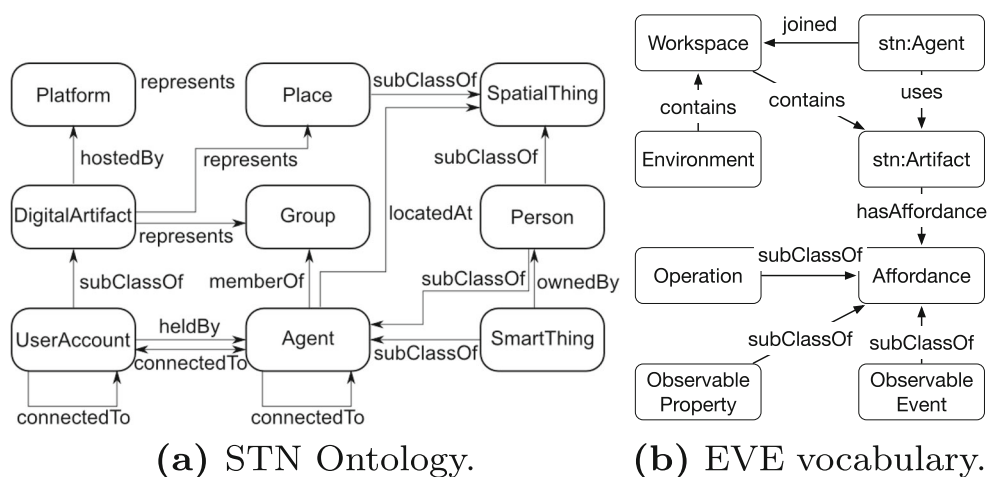 Platform
represents
Place
subClassOf
SpatialThing
hostedBy
represents
subClassOf
DigitalArtifact
represents
Group
locatedAt
Person
subClassOf
memberOf
subClassOf
ownedBy
UserAccount
heldBy
connectedTo
Agent
subClassOf
SmartThing
connectedTo
connectedTo
(a) STN Ontology.
Workspace
joined
stn:Agent
contains
contains
uses
Environment
stn:Artifact
hasAffordance
Operation
subClassOf
Affordance
subClassOf
subClassOf
Observable
Property
Observable
Event
(b) EVE vocabulary.